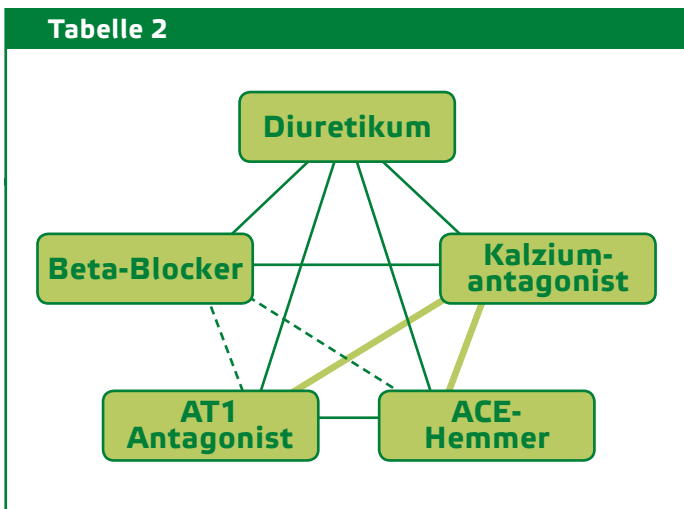 Tabelle 2
Diuretikum
Beta-Blocker
Kalzium-
antagonist
AT1
Antagonist
ACE-
Hemmer